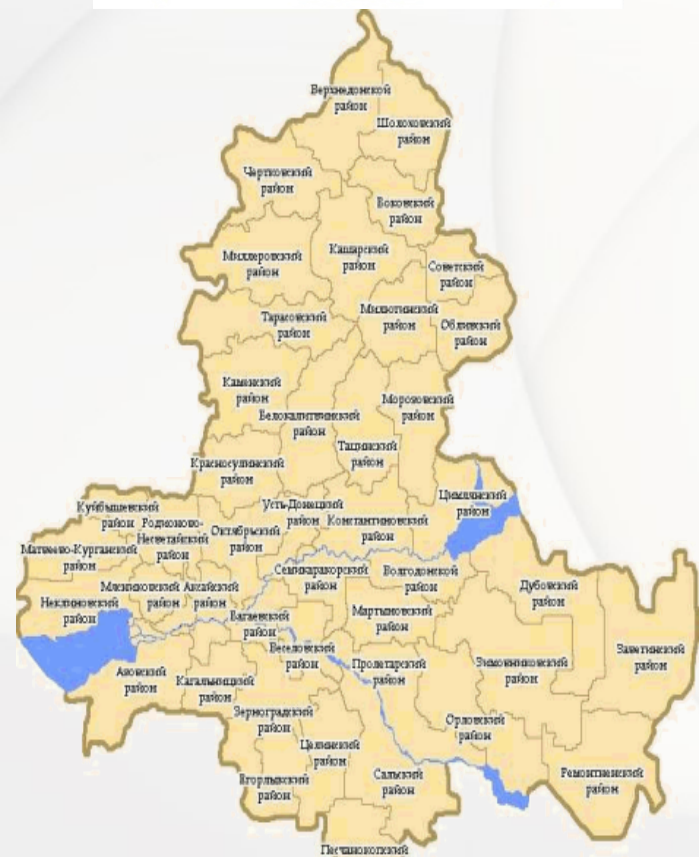 Верхнедонской
район
Шолоховский
район
Чертковский
район
Боковский
район
Миллеровский
район
Кашарский
район
Советский
район
Тарасовский
район
Милютинский
район
Обливский
район
Каменский
район
Белокалитвинский
район
Морозовский
район
Тацинский
район
Красносулинский
район
Цимлянский
район
Куйбышевский
район
Родионово-
Несветайский
район
Октябрьский
район
Усть-Донецкий
район
Константиновский
район
Матвеево-Курганский
район
Мясниковский
район
Аксайский
район
Семикаракорский
район
Волгодонской
район
Дубовский
район
Неклиновский
район
Багаевский
район
Мартыновский
район
Веселовский
район
Пролетарский
район
Зимовниковский
район
Заветинский
район
Азовский
район
Кагальницкий
район
Зерноградский
район
Орловский
район
Целинский
район
Егорлыкский
район
Сальский
район
Ремонтненский
район
Песчанокопский